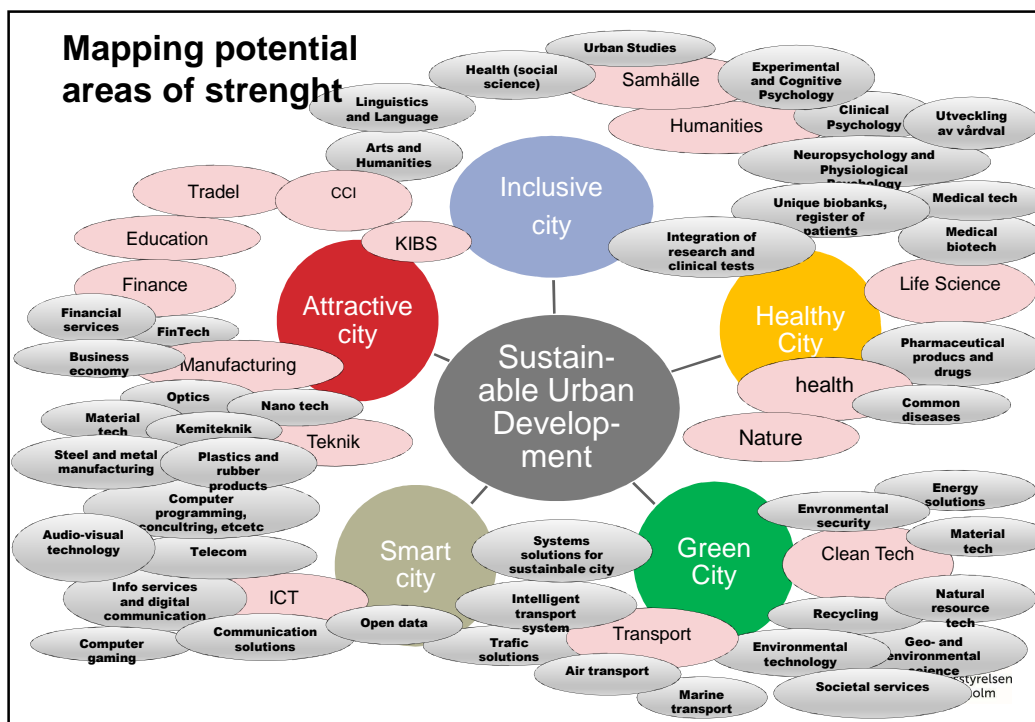 Mapping potential
areas of strenght
Urban Studies
Health (social
science)
Samhälle
Experimental
and Cognitive
Psychology
Linguistics
and Language
Humanities
Clinical
Psychology
Utveckling
av vårdval
Arts and
Humanities
Neuropsychology and
Physiological
Psychology
Tradel
CCI
Inclusive
city
Unique biobanks,
register of
patients
Medical tech
Education
KIBS
Integration of
research and
clinical tests
Medical
biotech
Finance
Attractive
city
Healthy
City
Life Science
Financial
services
FinTech
Business
economy
Manufacturing
Sustain-
able Urban
Develop-
ment
Pharmaceutical
producs and
drugs
health
Common
diseases
Optics
Nano tech
Material
tech
Kemiteknik
Teknik
Nature
Steel and metal
manufacturing
Plastics and
rubber
products
Computer
programming,
concultring, etcetc
Energy
solutions
Envronmental
security
Audio-visual
technology
Telecom
Smart
city
Systems
solutions for
sustainbale city
Green
City
Clean Tech
Material
tech
Info services
and digital
communication
ICT
Intelligent
transport
system
Recycling
Natural
resource
tech
Computer
gaming
Communication
solutions
Open data
Trafic
solutions
Transport
Environmental
technology
Geo- and
environmental
science
Air transport
Marine
transport
Societal services
styrelsen
olm